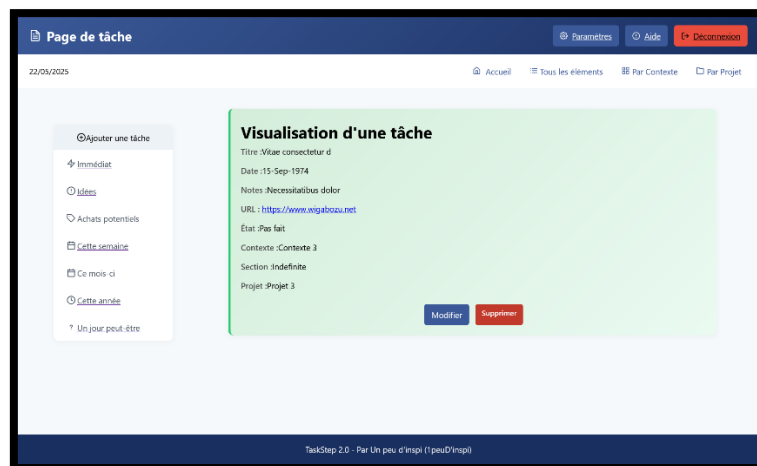 Page de tâche
Paramètres
Aide
Déconnexion
22/05/2025
Accueil
Tous les éléments
Par Contexte
Par Projet
Ajouter une tâche
Immédiat
Idées
Achats potentiels
Cette semaine
Ce mois-ci
Cette année
? Un jour peut-être
Visualisation d'une tâche
Titre :Vitae consectetur d
Date :15-Sep-1974
Notes :Necessitatibus dolor
URL : https://www.wigabozu.net
État :Pas fait
Contexte :Contexte 3
Section :Indefinite
Projet :Projet 3
Modifier
Supprimer
TaskStep 2.0 - Par Un peu d'inspi (1peuD'inspi)